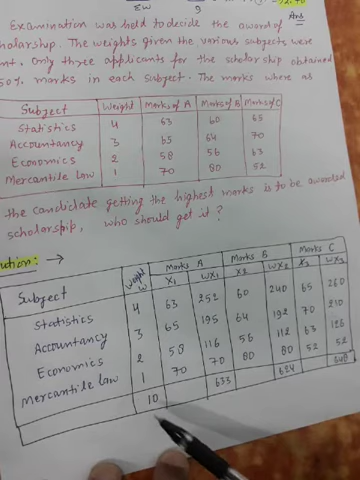 ΣW
9
72.40
Ans
Examination was held to decide the award of
holarship. The weights given the various subjects were
nt. Only three applicants for the scholarship obtained
50% marks in each subject. The marks where as
Subject Weight Marks of A Marks of B Marks of C
Statistics 4 63 60 65
Accountancy 3 65 64 70
Economics 2 58 56 63
Mercantile Law 1 70 80 52
the candidate getting the highest marks is to be awarded
scholarship, who should get it?
ution: →
Subject Weight W Marks A Marks B Marks C
X1 WX1 X2 WX2 X3 WX3
Statistics 4 63 252 60 240 65 260
Accountancy 3 65 195 64 192 70 210
Economics 2 58 116 56 112 63 126
Mercantile Law 1 70 70 80 80 52 52
10 633 624 648